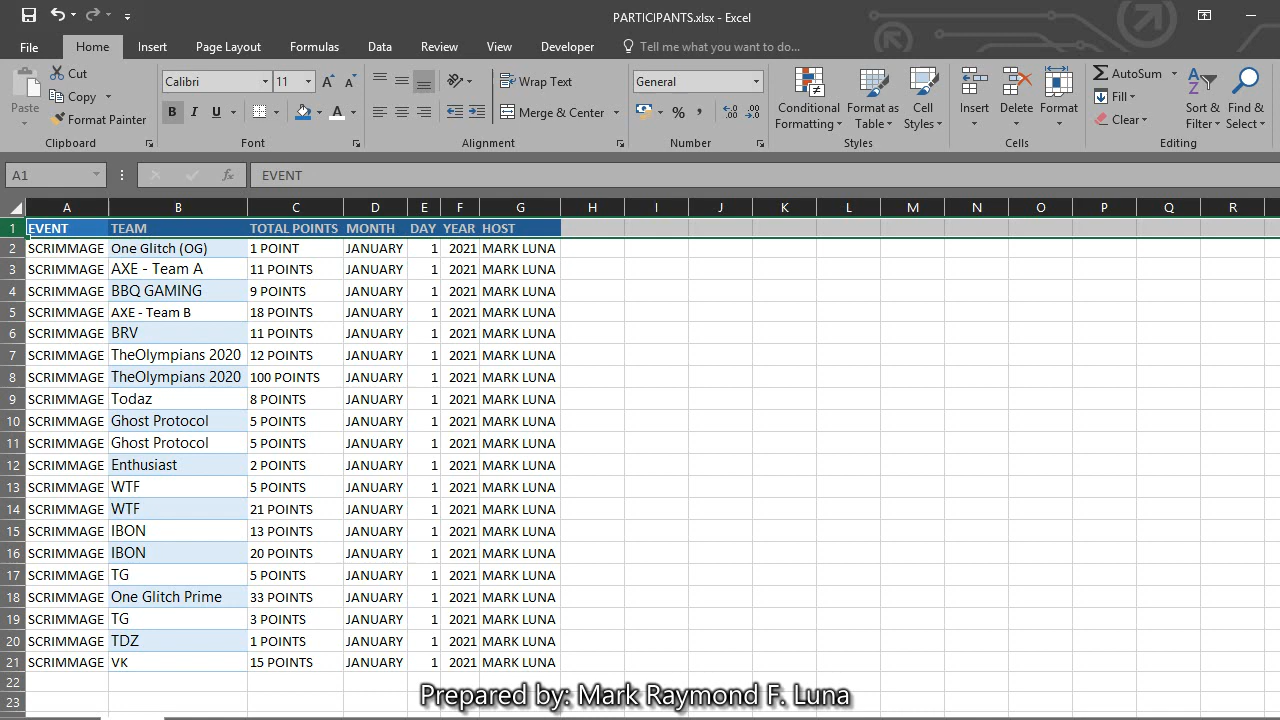 PARTICIPANTS.xlsx - Excel
File Home Insert Page Layout Formulas Data Review View Developer Tell me what you want to do...
Paste Cut Copy Format Painter Clipboard
Calibri 11 B I U A A A Font
Wrap Text Merge & Center Alignment
General % , .0 .00 Number
Conditional Formatting Format as Table Cell Styles Styles
Insert Delete Format Cells
AutoSum Fill Clear Sort & Filter Find & Select Editing
A1 fx EVENT
A B C D E F G H I J K L M N O P Q R
1 EVENT TEAM TOTAL POINTS MONTH DAY YEAR HOST
2 SCRIMMAGE One Glitch (OG) 1 POINT JANUARY 1 2021 MARK LUNA
3 SCRIMMAGE AXE - Team A 11 POINTS JANUARY 1 2021 MARK LUNA
4 SCRIMMAGE BBQ GAMING 9 POINTS JANUARY 1 2021 MARK LUNA
5 SCRIMMAGE AXE - Team B 18 POINTS JANUARY 1 2021 MARK LUNA
6 SCRIMMAGE BRV 11 POINTS JANUARY 1 2021 MARK LUNA
7 SCRIMMAGE TheOlympians 2020 12 POINTS JANUARY 1 2021 MARK LUNA
8 SCRIMMAGE TheOlympians 2020 100 POINTS JANUARY 1 2021 MARK LUNA
9 SCRIMMAGE Todaz 8 POINTS JANUARY 1 2021 MARK LUNA
10 SCRIMMAGE Ghost Protocol 5 POINTS JANUARY 1 2021 MARK LUNA
11 SCRIMMAGE Ghost Protocol 5 POINTS JANUARY 1 2021 MARK LUNA
12 SCRIMMAGE Enthusiast 2 POINTS JANUARY 1 2021 MARK LUNA
13 SCRIMMAGE WTF 5 POINTS JANUARY 1 2021 MARK LUNA
14 SCRIMMAGE WTF 21 POINTS JANUARY 1 2021 MARK LUNA
15 SCRIMMAGE IBON 13 POINTS JANUARY 1 2021 MARK LUNA
16 SCRIMMAGE IBON 20 POINTS JANUARY 1 2021 MARK LUNA
17 SCRIMMAGE TG 5 POINTS JANUARY 1 2021 MARK LUNA
18 SCRIMMAGE One Glitch Prime 33 POINTS JANUARY 1 2021 MARK LUNA
19 SCRIMMAGE TG 3 POINTS JANUARY 1 2021 MARK LUNA
20 SCRIMMAGE TDZ 1 POINTS JANUARY 1 2021 MARK LUNA
21 SCRIMMAGE VK 15 POINTS JANUARY 1 2021 MARK LUNA
22
23
Prepared by: Mark Raymond F. Luna